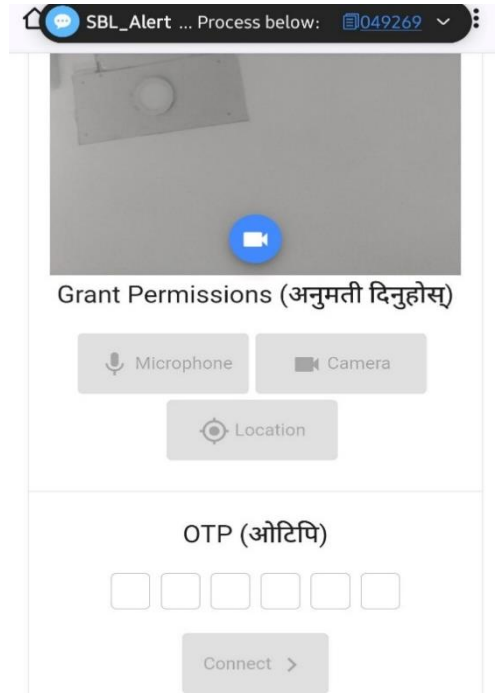 SBL_Alert ... Process below: 049269
Grant Permissions (अनुमती दिनुहोस्)
Microphone
Camera
Location
OTP (ओटिपि)
Connect